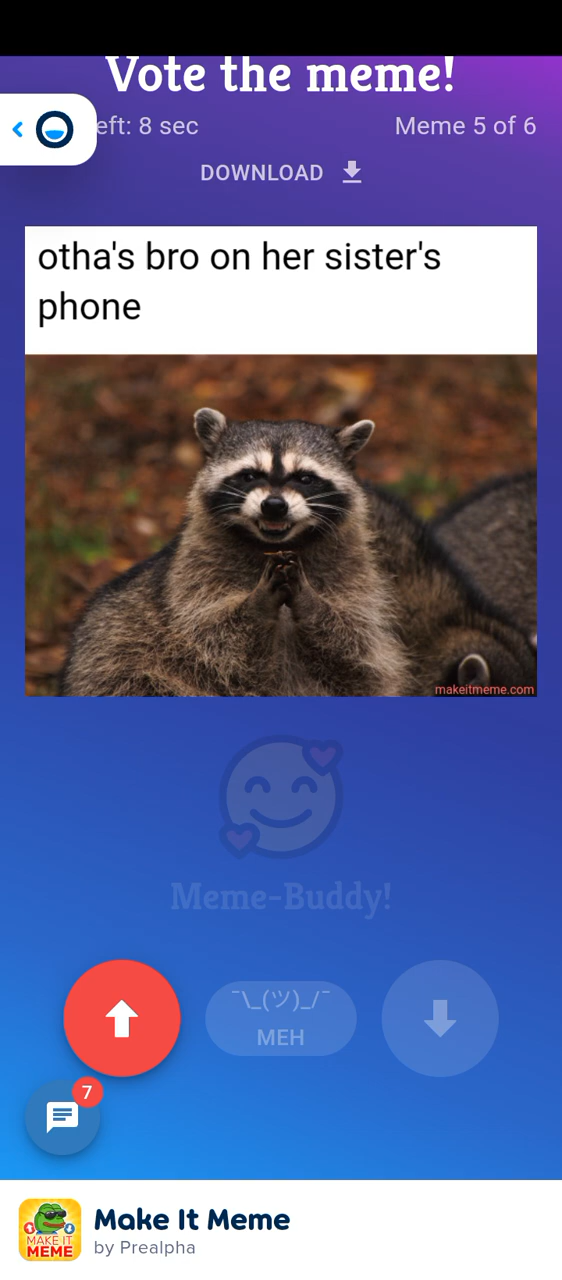 Vote the meme!
eft: 8 sec
Meme 5 of 6
DOWNLOAD
otha's bro on her sister's
phone
makeitmeme.com
Meme-Buddy!
¯\_(ツ)_/¯
MEH
7
MAKE IT
MEME
Make It Meme
by Prealpha